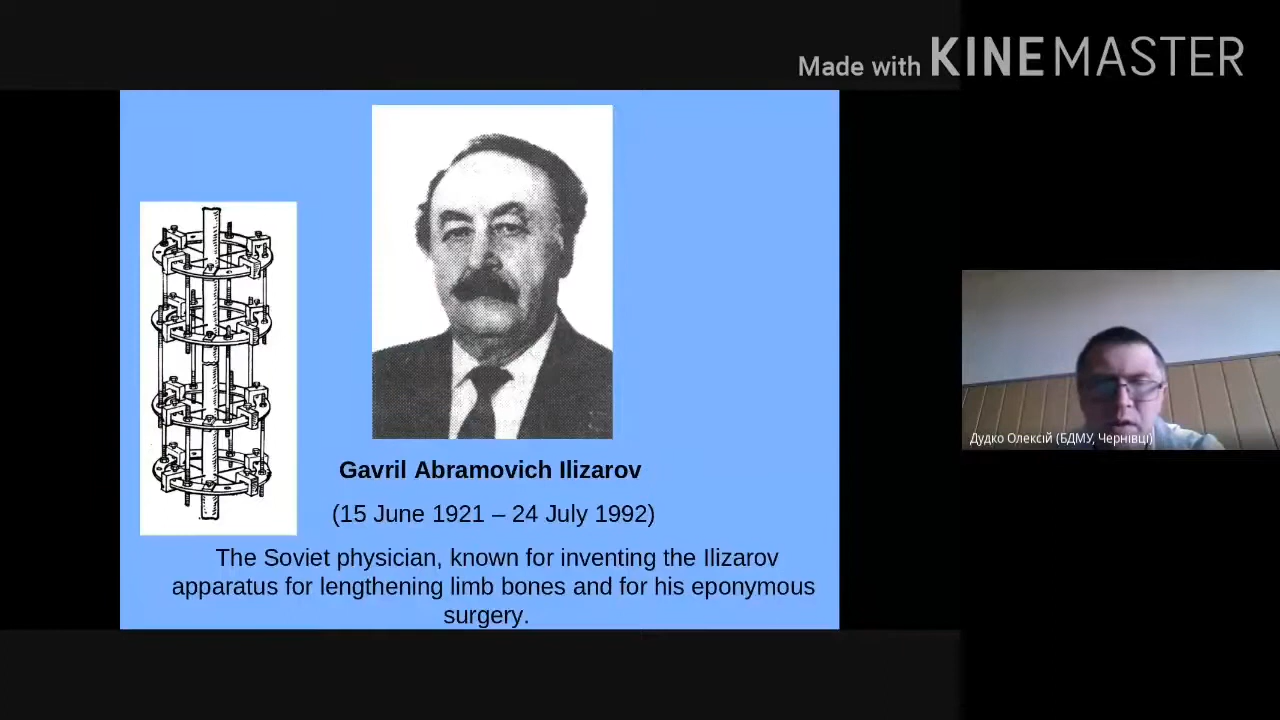 Made with KINEMASTER
Gavril Abramovich Ilizarov
(15 June 1921 – 24 July 1992)
The Soviet physician, known for inventing the Ilizarov
apparatus for lengthening limb bones and for his eponymous
surgery.
Дудко Олексій (БДМУ, Чернівці)